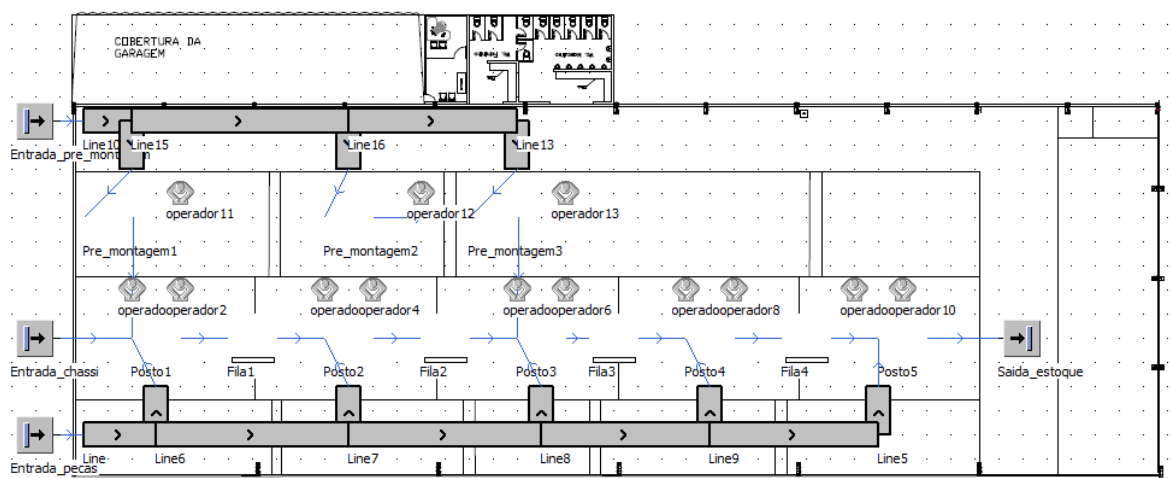 COBERTURA DA
GARAGEM
Line10
Line15
Line16
Line13
Entrada_pre_montagem
operador11
operador12
operador13
Pre_montagem1
Pre_montagem2
Pre_montagem3
operadooperador2
operadooperador4
operadooperador6
operadooperador8
operadooperador10
Entrada_chassi
Posto1
Fila1
Posto2
Fila2
Posto3
Fila3
Posto4
Fila4
Posto5
Saida_estoque
Line
Line6
Line7
Line8
Line9
Line5
Entrada_pecas